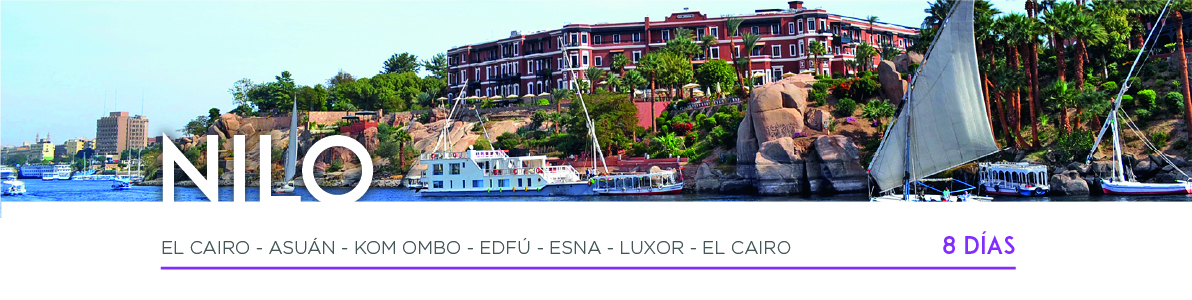 NILO
EL CAIRO - ASUÁN - KOM OMBO - EDFÚ - ESNA - LUXOR - EL CAIRO 8 DÍAS